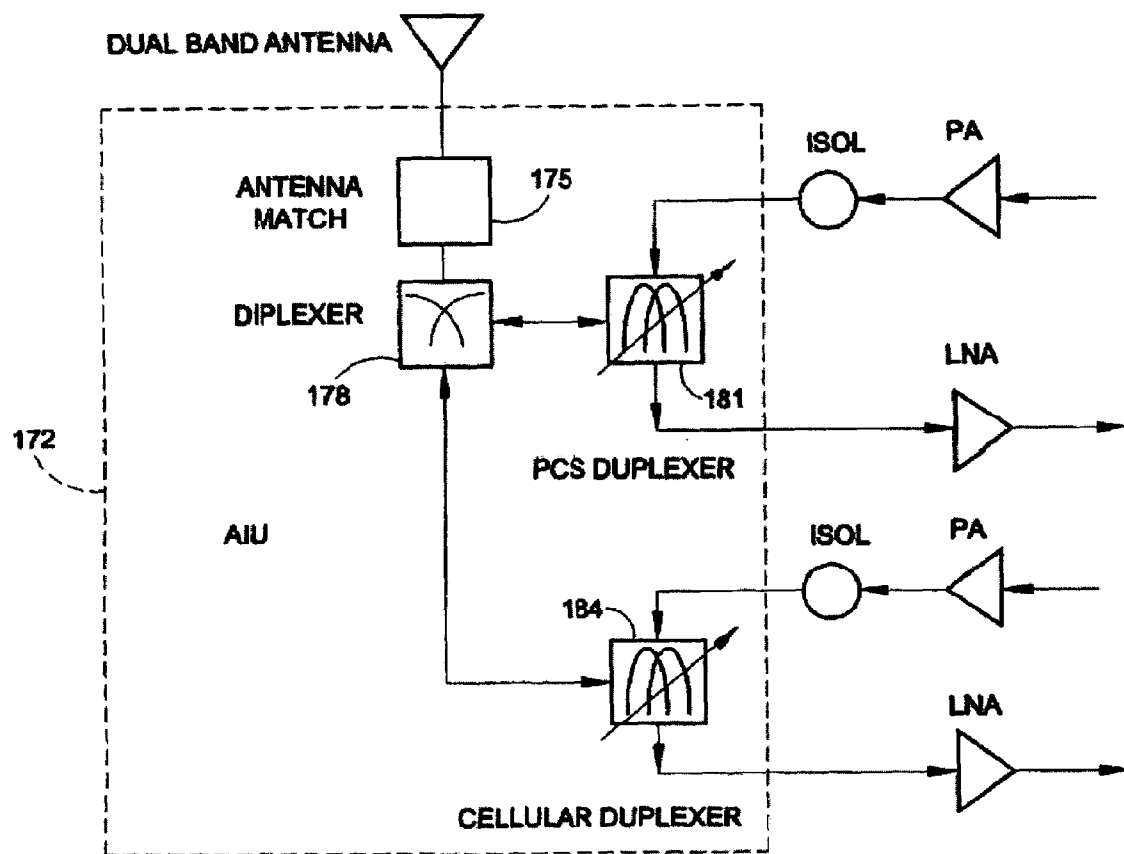 DUAL BAND ANTENNA
ISOL
PA
ANTENNA
MATCH
175
DIPLEXER
178
181
LNA
172
PCS DUPLEXER
AIU
ISOL
PA
184
LNA
CELLULAR DUPLEXER